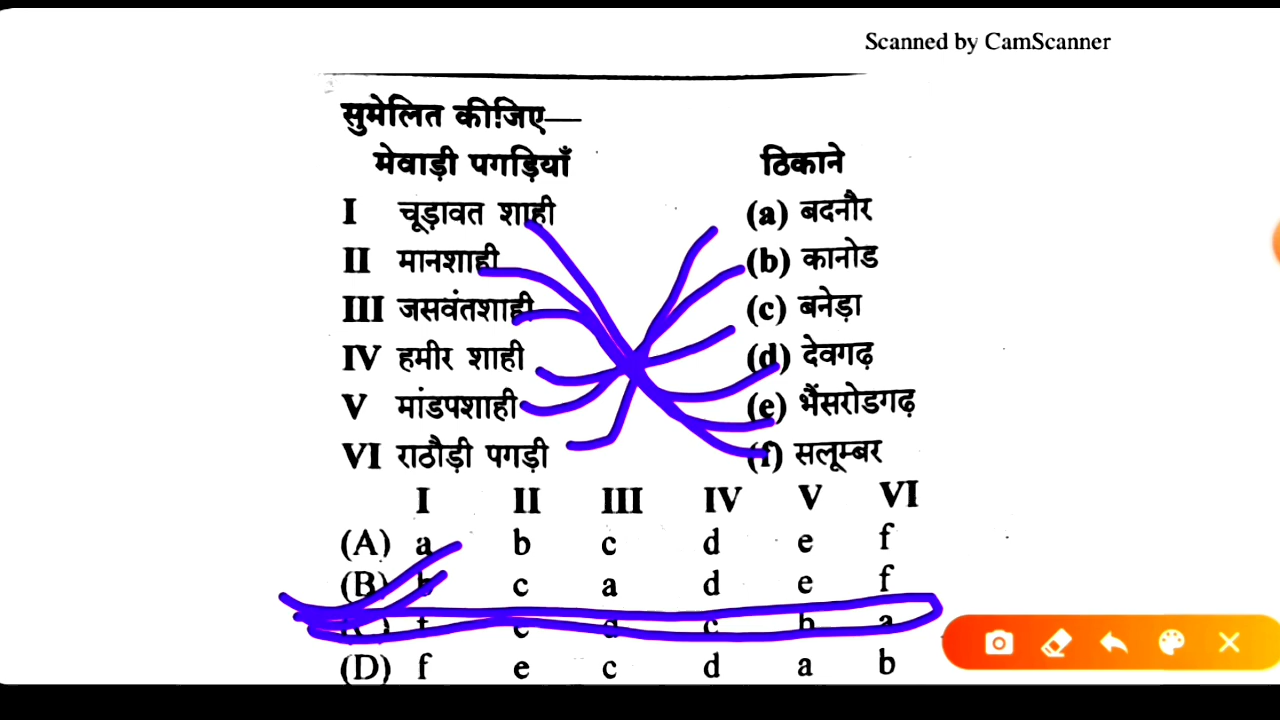 Scanned by CamScanner
सुमेलित कीजिए—
मेवाड़ी पगड़ियाँ ठिकाने
I चूड़ावत शाही (a) बदनौर
II मानशाही (b) कानोड
III जसवंतशाही (c) बनेड़ा
IV हमीर शाही (d) देवगढ़
V मांडपशाही (e) भैंसरोडगढ़
VI राठौड़ी पगड़ी (f) सलूम्बर
I II III IV V VI
(A) a b c d e f
(B) b c a d e f
(C) f e d c b a
(D) f e c d a b